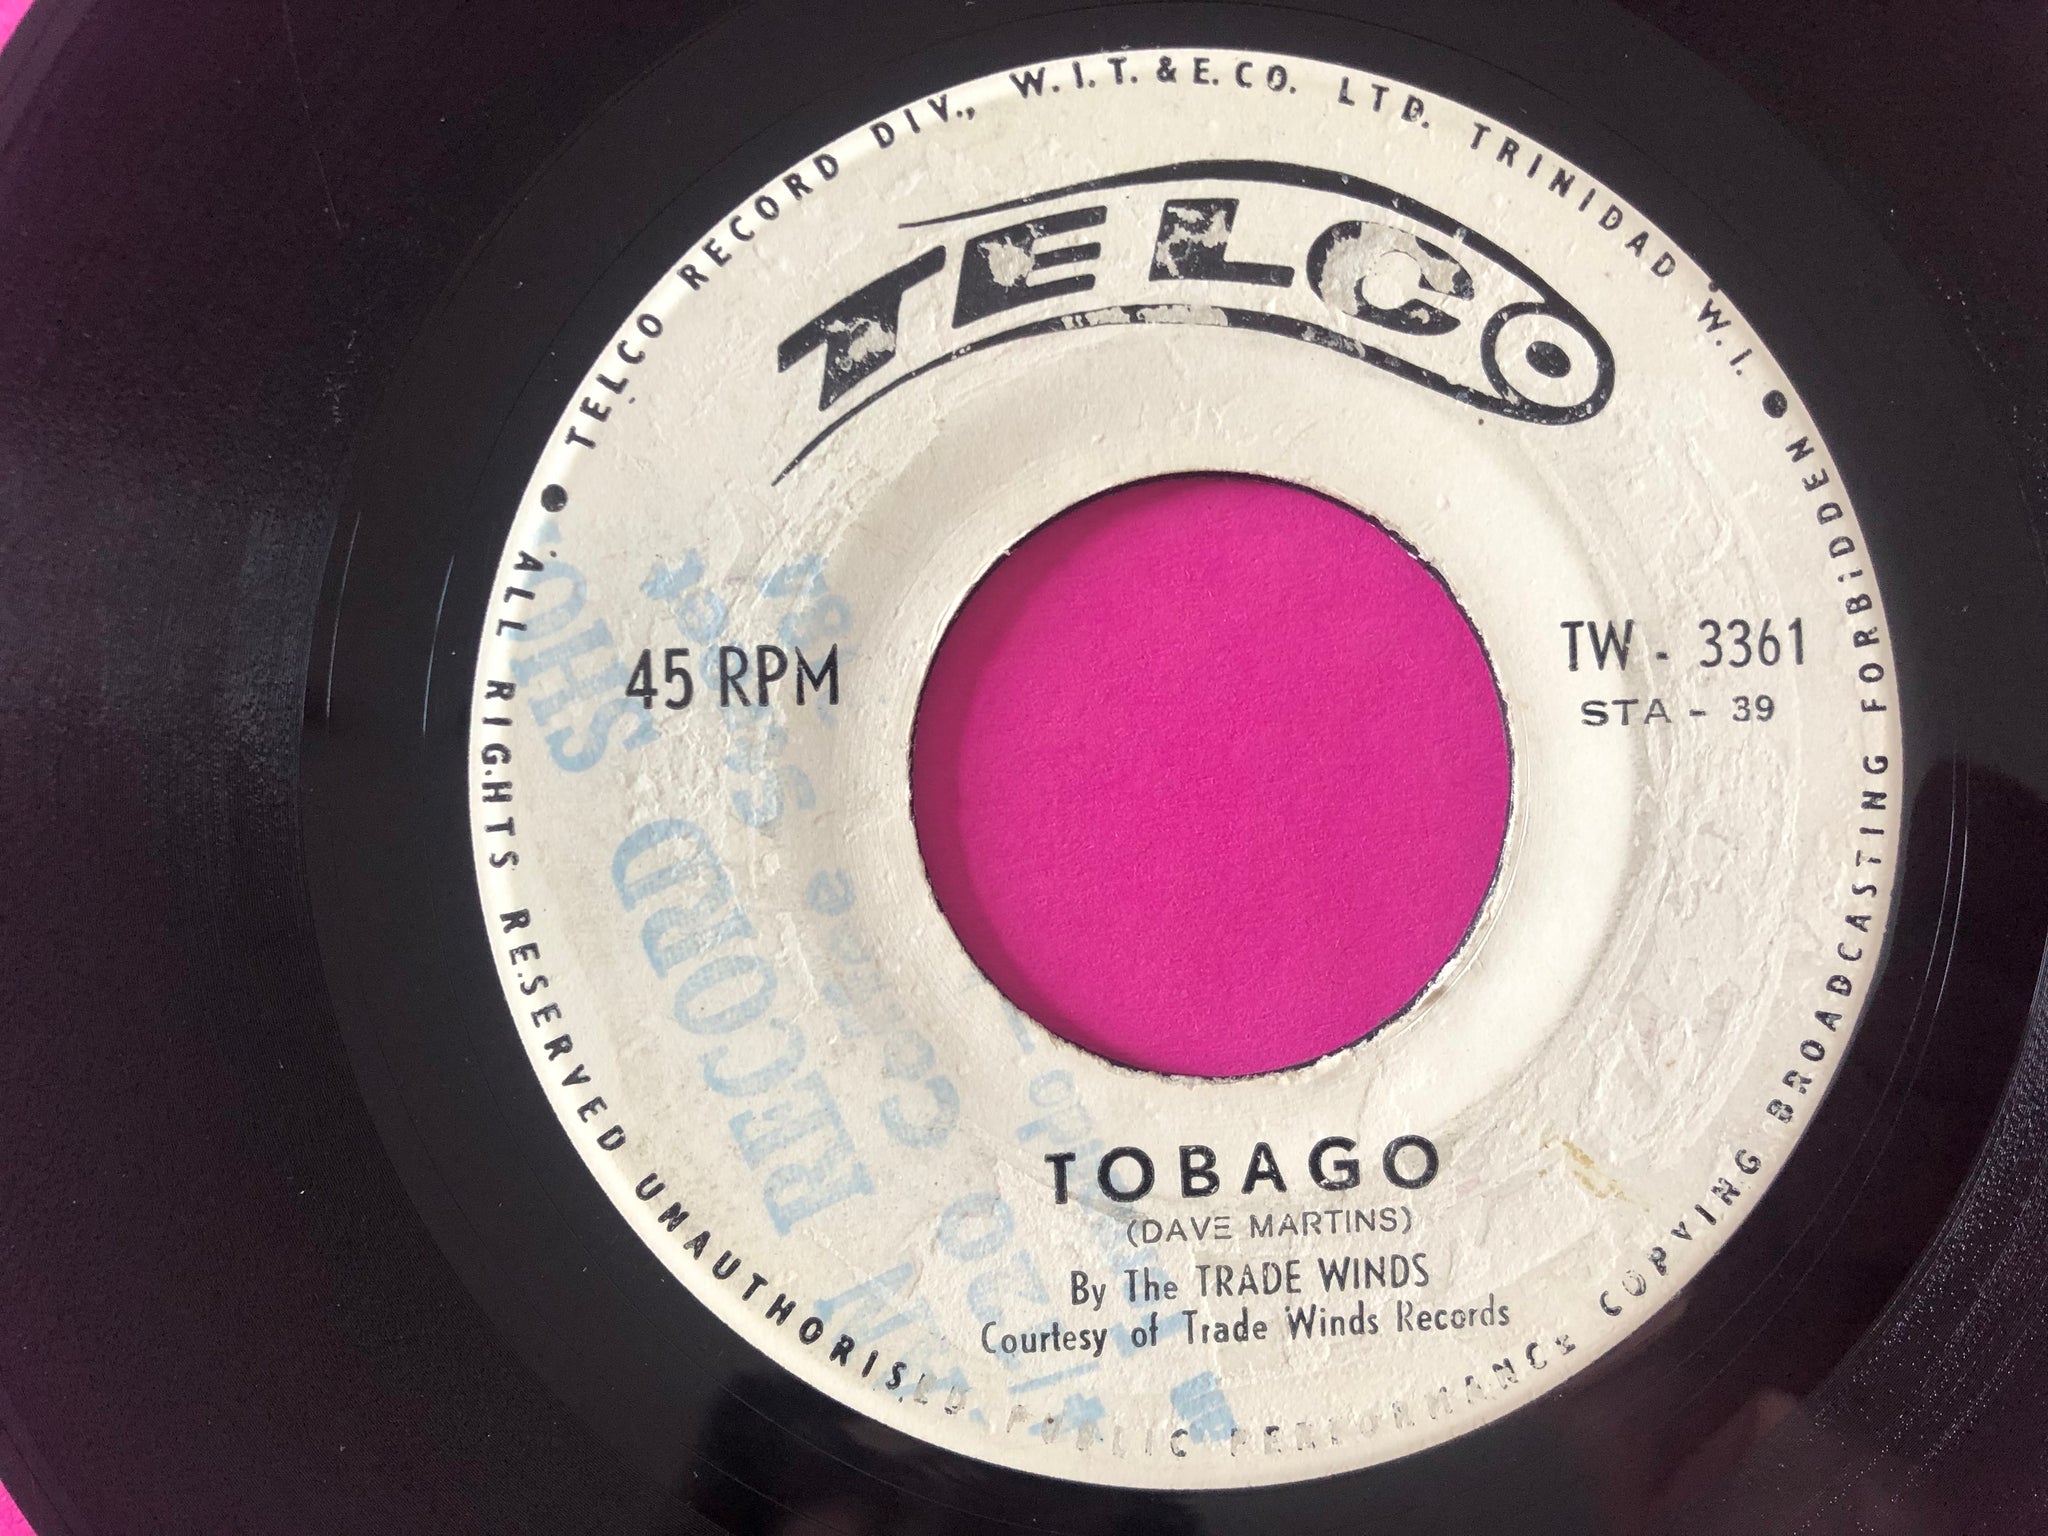 TELCO RECORD DIV., W.I.T. & E. CO. LTD. TRINIDAD W.I.
TELCO
45 RPM
TW - 3361
STA - 39
RECORD
TOBAGO
(DAVE MARTINS)
By The TRADE WINDS
Courtesy of Trade Winds Records
ALL RIGHTS RESERVED UNAUTHORISED PUBLIC PERFORMANCE COPYING BROADCASTING FORBIDDEN